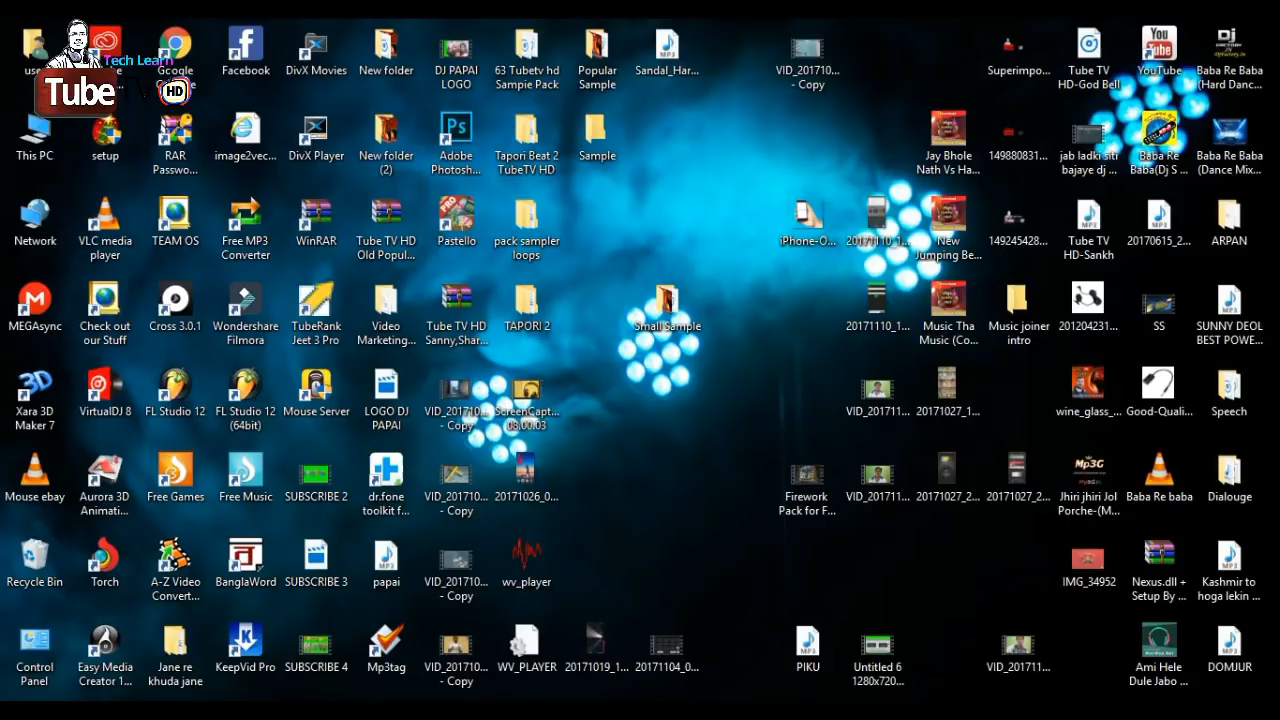 Tech Learn
Tube
HD
Facebook
DivX Movies
New folder
DJ PAPAI
LOGO
63 Tubetv hd
Sample Pack
Popular
Sample
Sandal_Har...
VID_201710...
- Copy
Superimpo...
Tube TV
HD-God Bell
YouTube
Baba Re Baba
(Hard Danc...
This PC
setup
RAR
Passwo...
image2vec...
DivX Player
New folder
(2)
Adobe
Photosh...
Tapori Beat 2
TubeTV HD
Sample
Jay Bhole
Nath Vs Ha...
149880831...
jab ladki siti
bajaye dj ...
Baba Re
Baba(Dj S ...
Baba Re Baba
(Dance Mix...
Network
VLC media
player
TEAM OS
Free MP3
Converter
WinRAR
Tube TV HD
Old Popul...
Pastello
pack sampler
loops
iPhone-O...
20171110_1...
New
Jumping Be...
149245428...
Tube TV
HD-Sankh
20170615_2...
ARPAN
MEGAsync
Check out
our Stuff
Cross 3.0.1
Wondershare
Filmora
TubeRank
Jeet 3 Pro
Video
Marketing...
Tube TV HD
Sanny,Shar...
TAPORI 2
Small Sample
20171110_1...
Music Tha
Music (Co...
Music joiner
intro
201204231...
SS
SUNNY DEOL
BEST POWE...
Xara 3D
Maker 7
VirtualDJ 8
FL Studio 12
FL Studio 12
(64bit)
Mouse Server
LOGO DJ
PAPAI
VID_201710...
- Copy
ScreenCapt...
08.00.03
VID_201711...
20171027_1...
wine_glass_...
Good-Quali...
Speech
Mouse ebay
Aurora 3D
Animati...
Free Games
Free Music
SUBSCRIBE 2
dr.fone
toolkit f...
VID_201710...
- Copy
20171026_0...
Firework
Pack for F...
VID_201711...
20171027_2...
20171027_2...
Jhiri jhiri Jol
Porche-(M...
Baba Re baba
Dialouge
Recycle Bin
Torch
A-Z Video
Convert...
BanglaWord
SUBSCRIBE 3
papai
VID_201710...
- Copy
wv_player
IMG_34952
Nexus.dll +
Setup By ...
Kashmir to
hoga lekin ...
Control
Panel
Easy Media
Creator 1...
Jane re
khuda jane
KeepVid Pro
SUBSCRIBE 4
Mp3tag
VID_201710...
- Copy
WV_PLAYER
20171019_1...
20171104_0...
PIKU
Untitled 6
1280x720...
VID_201711...
Ami Hele
Dule Jabo ...
DOMJUR